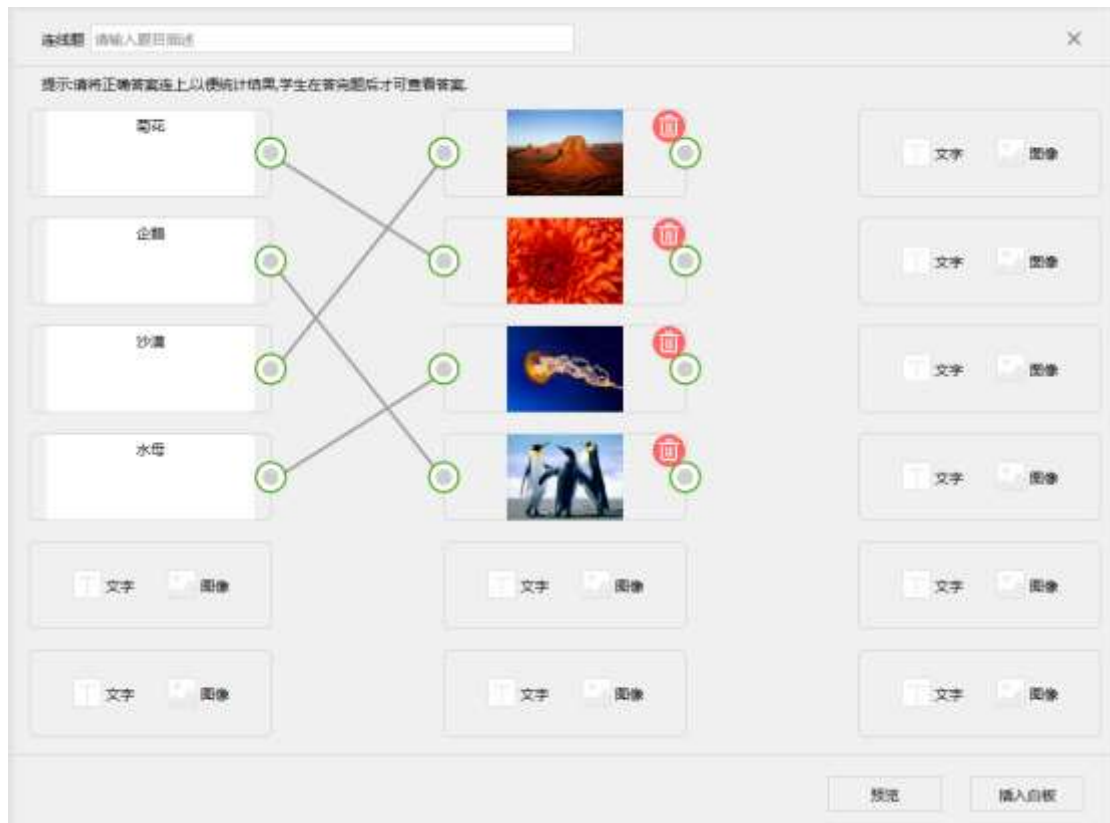 连线题 请输入题目描述
提示:请将正确答案连上,以便统计结果,学生在答完题后才可查看答案.
菊花
文字 图像
企鹅
文字 图像
沙漠
文字 图像
水母
文字 图像
文字 图像 文字 图像 文字 图像
文字 图像 文字 图像 文字 图像
预览 插入白板